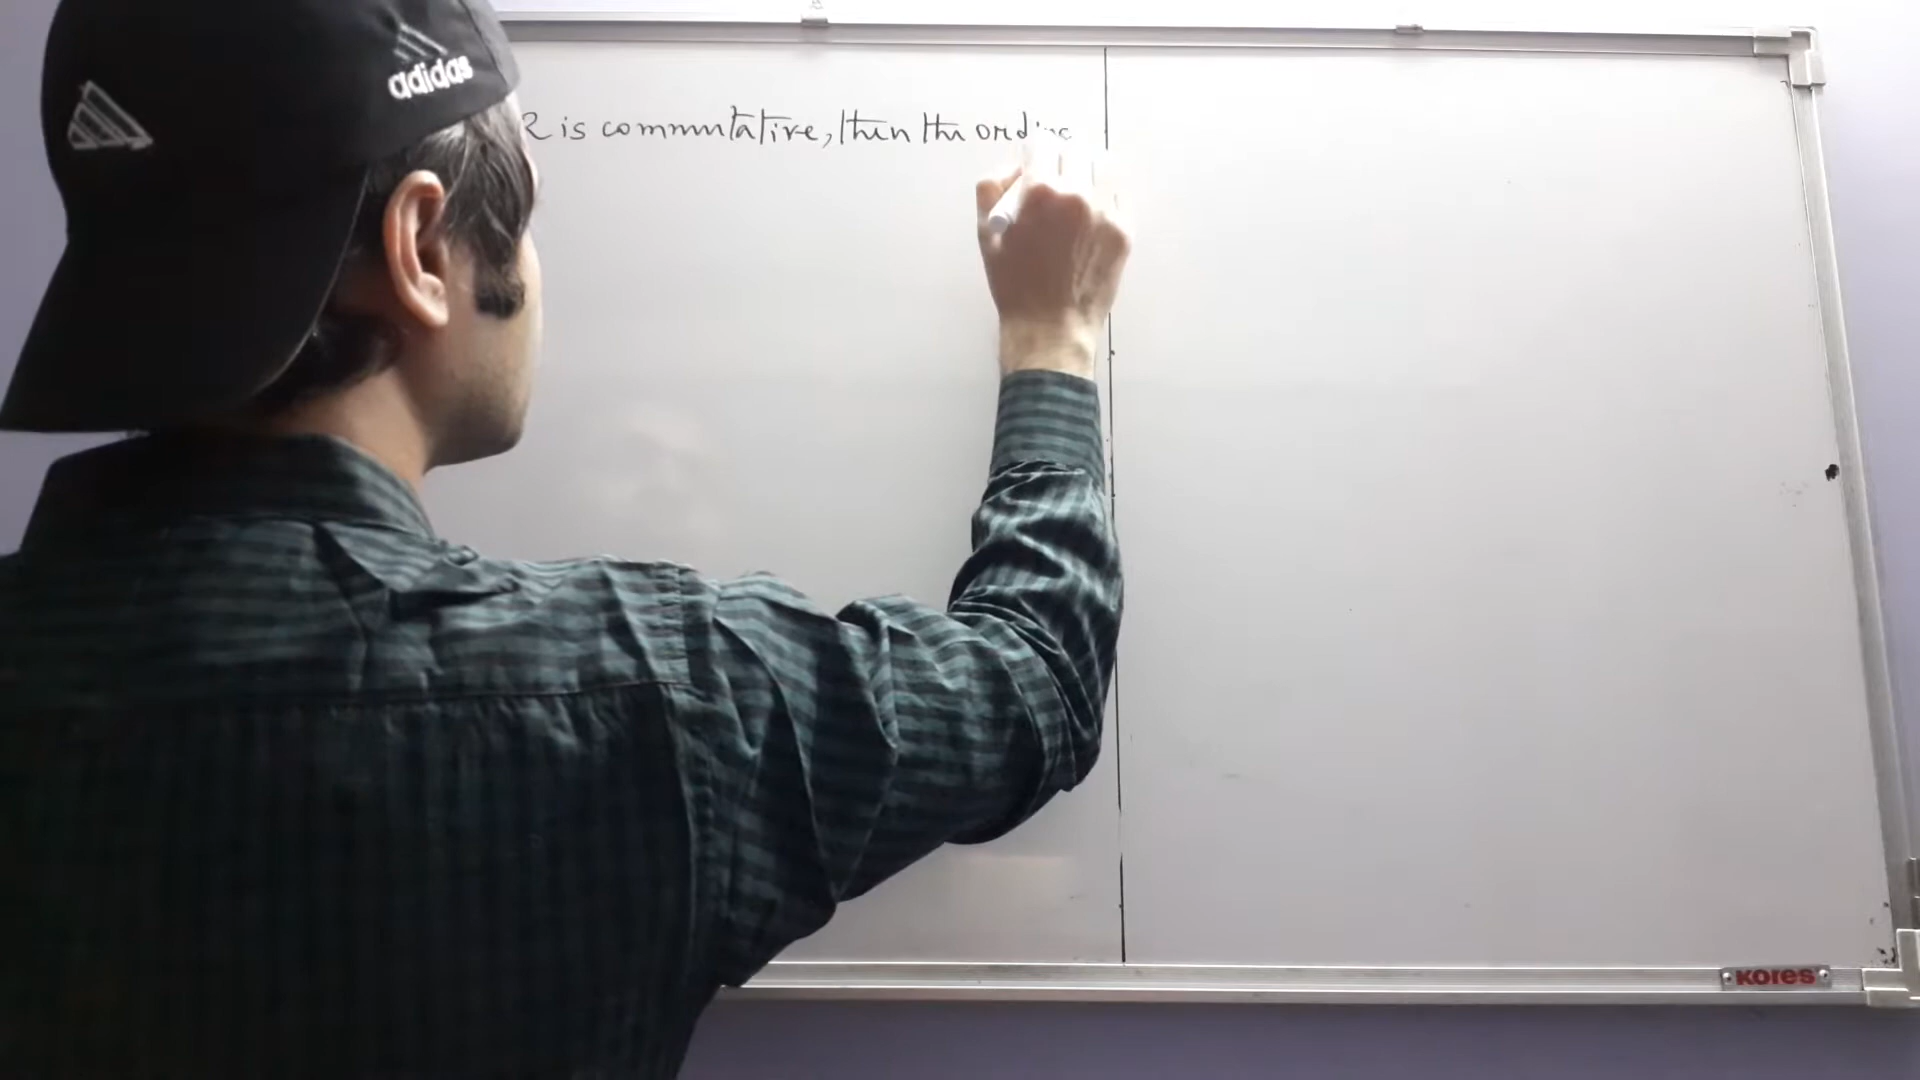 adidas
R is commutative, then the
Kores